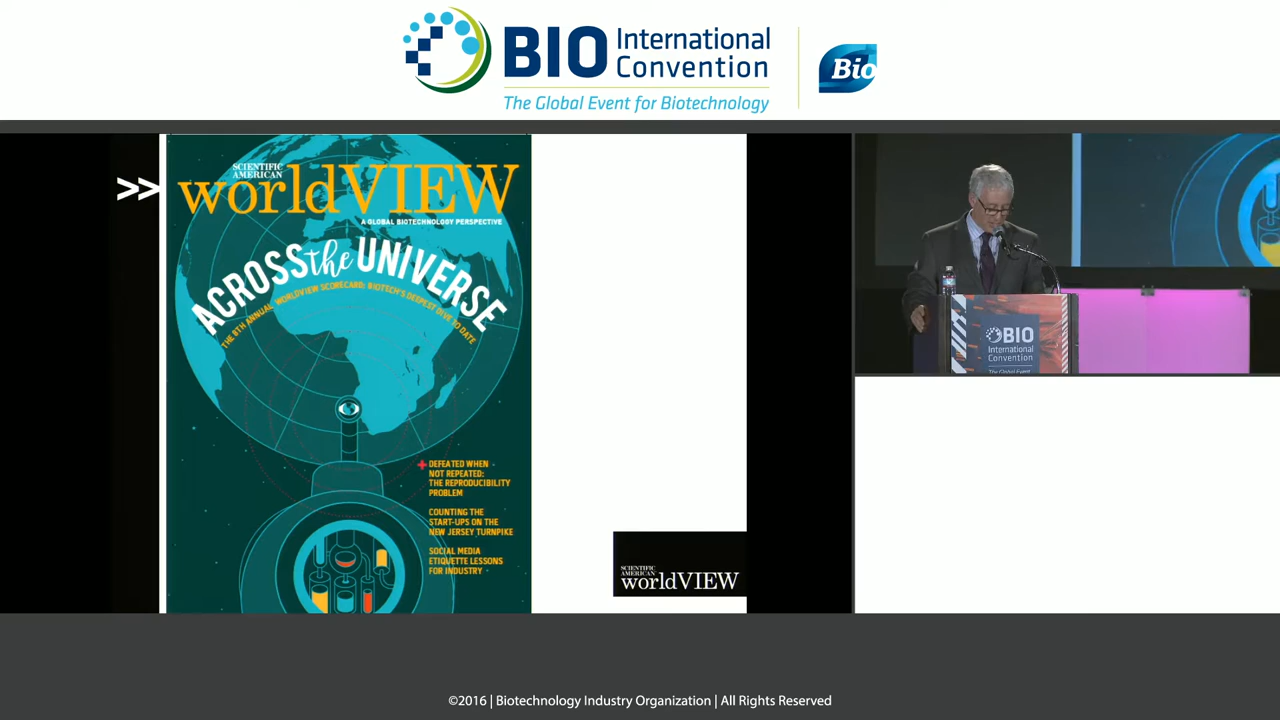 BIO International
Convention
The Global Event for Biotechnology
Bio
>>
SCIENTIFIC
AMERICAN
worldVIEW
A GLOBAL BIOTECHNOLOGY PERSPECTIVE
ACROSS the UNIVERSE
THE 8TH ANNUAL WORLDVIEW SCORECARD: BIOTECH'S DEEPEST DIVE TO DATE
+ DEFEATED WHEN
NOT REPEATED:
THE REPRODUCIBILITY
PROBLEM
COUNTING THE
START-UPS ON THE
NEW JERSEY TURNPIKE
SOCIAL MEDIA
ETIQUETTE LESSONS
FOR INDUSTRY
SCIENTIFIC
AMERICAN
worldVIEW
BIO
International
Convention
The Global Event
©2016 | Biotechnology Industry Organization | All Rights Reserved